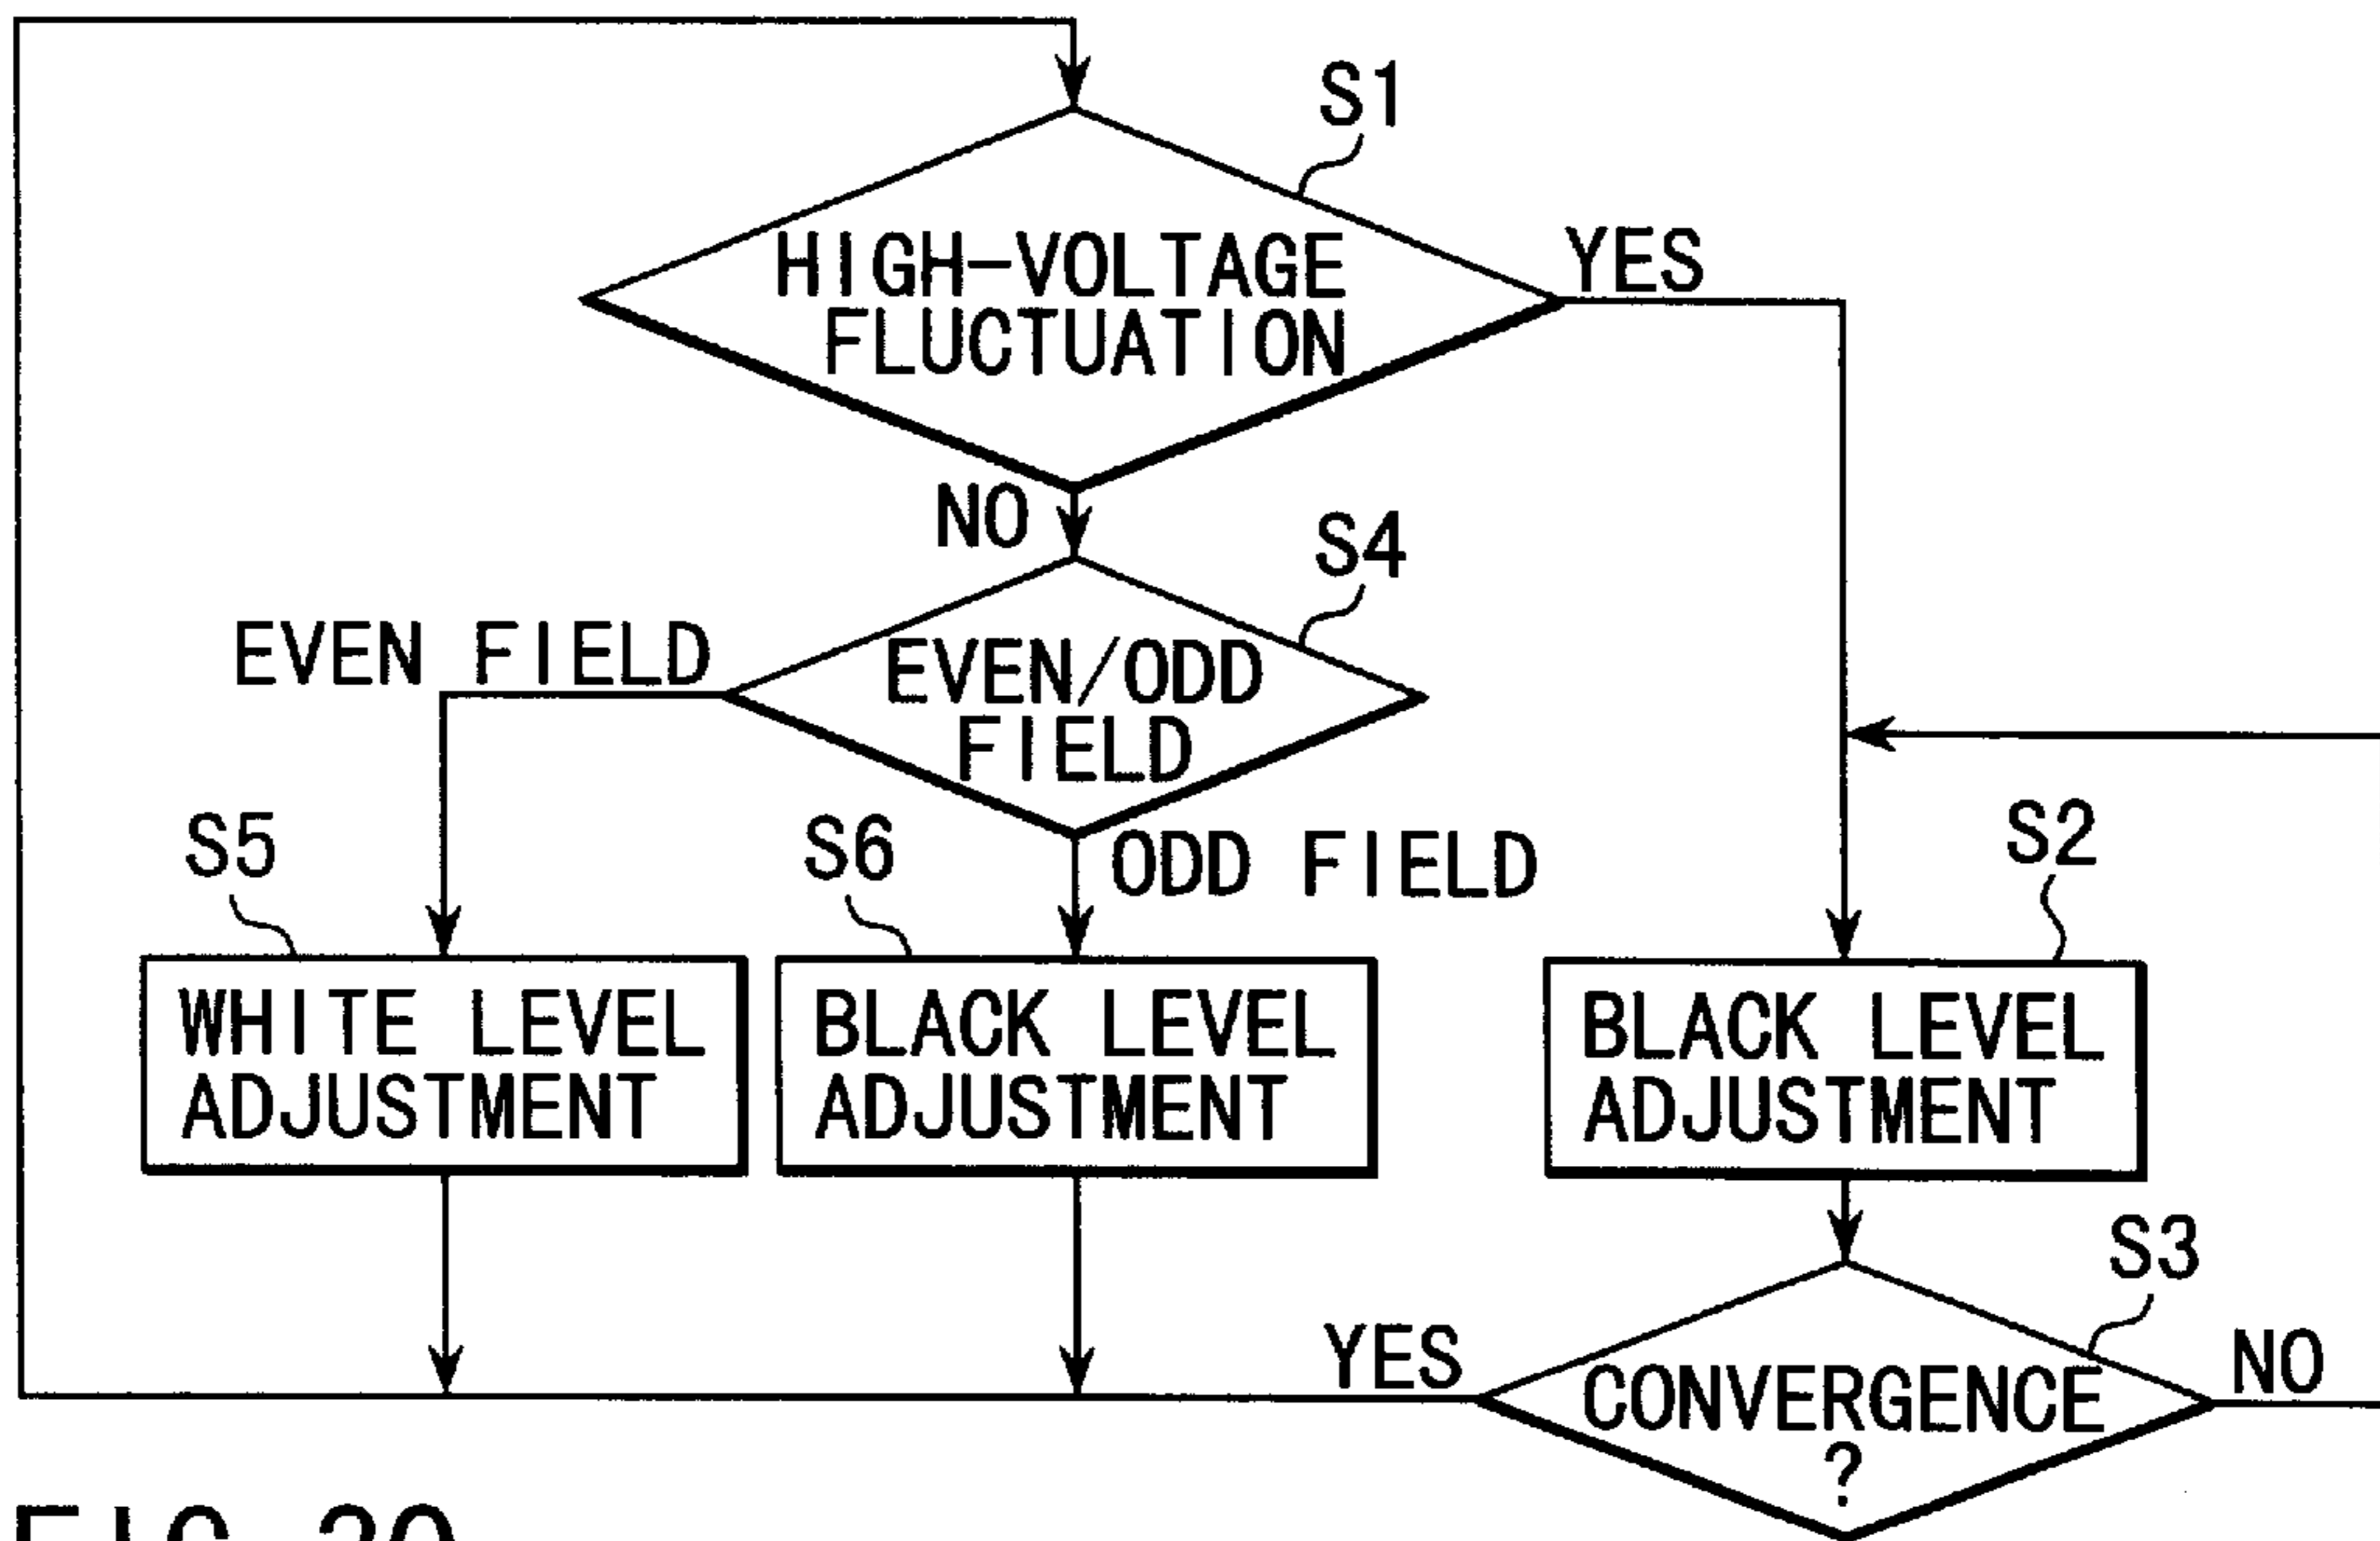 S1
HIGH-VOLTAGE
FLUCTUATION
YES
NO
S4
EVEN FIELD
EVEN/ODD
FIELD
ODD FIELD
S5
S6
S2
WHITE LEVEL
ADJUSTMENT
BLACK LEVEL
ADJUSTMENT
BLACK LEVEL
ADJUSTMENT
S3
YES
CONVERGENCE
?
NO